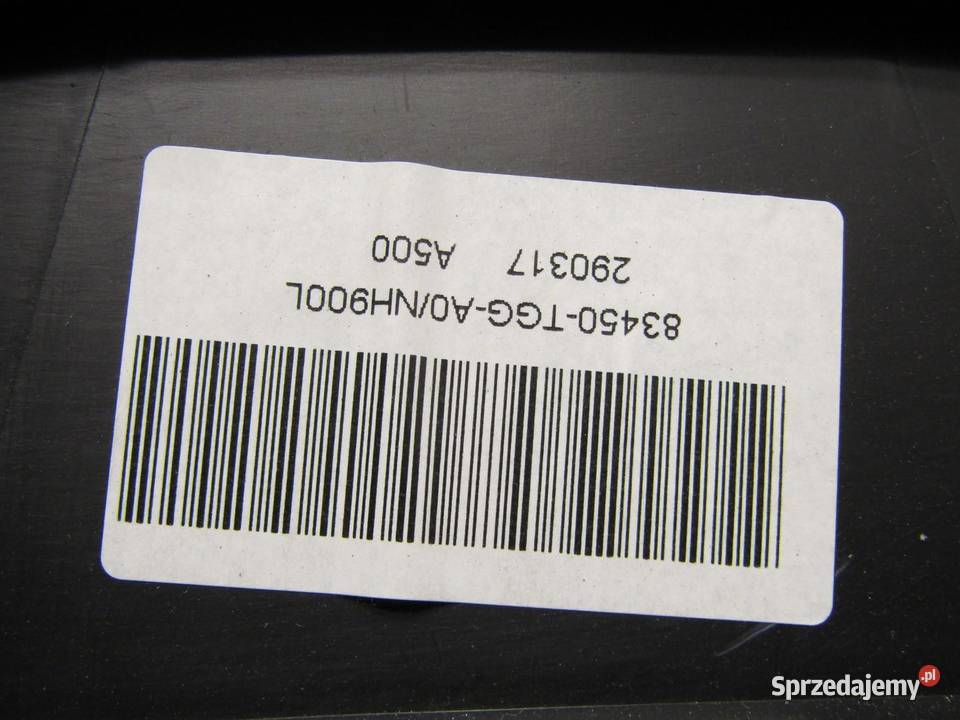 83450-TGG-A0/NH900L
290317 A500
Sprzedajemy.pl